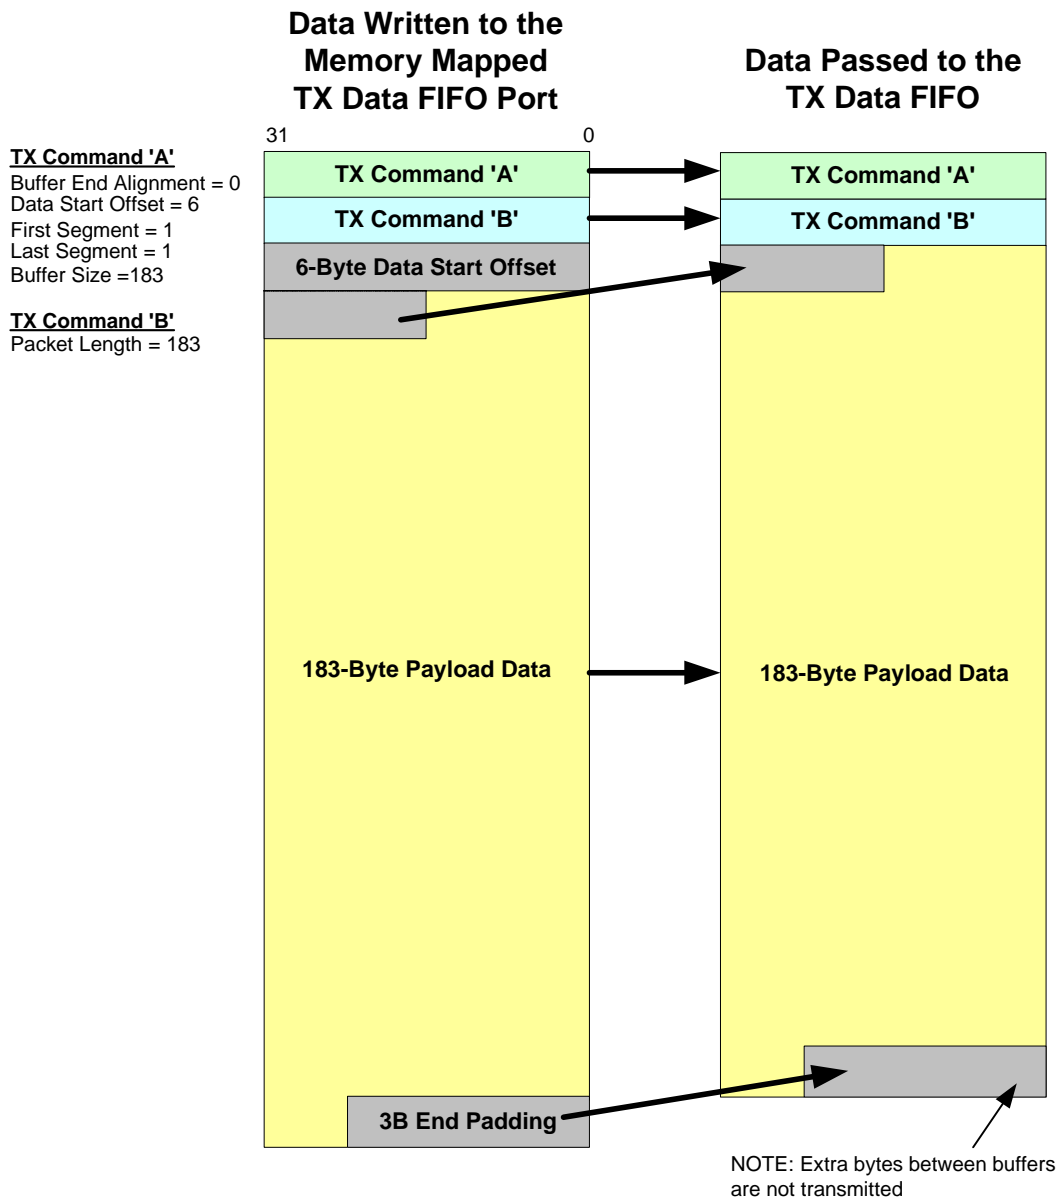 Data Written to the
Memory Mapped
TX Data FIFO Port
Data Passed to the
TX Data FIFO
31
0
TX Command 'A'
Buffer End Alignment = 0
Data Start Offset = 6
First Segment = 1
Last Segment = 1
Buffer Size =183
TX Command 'B'
Packet Length = 183
TX Command 'A'
TX Command 'B'
6-Byte Data Start Offset
183-Byte Payload Data
3B End Padding
TX Command 'A'
TX Command 'B'
183-Byte Payload Data
NOTE: Extra bytes between buffers
are not transmitted